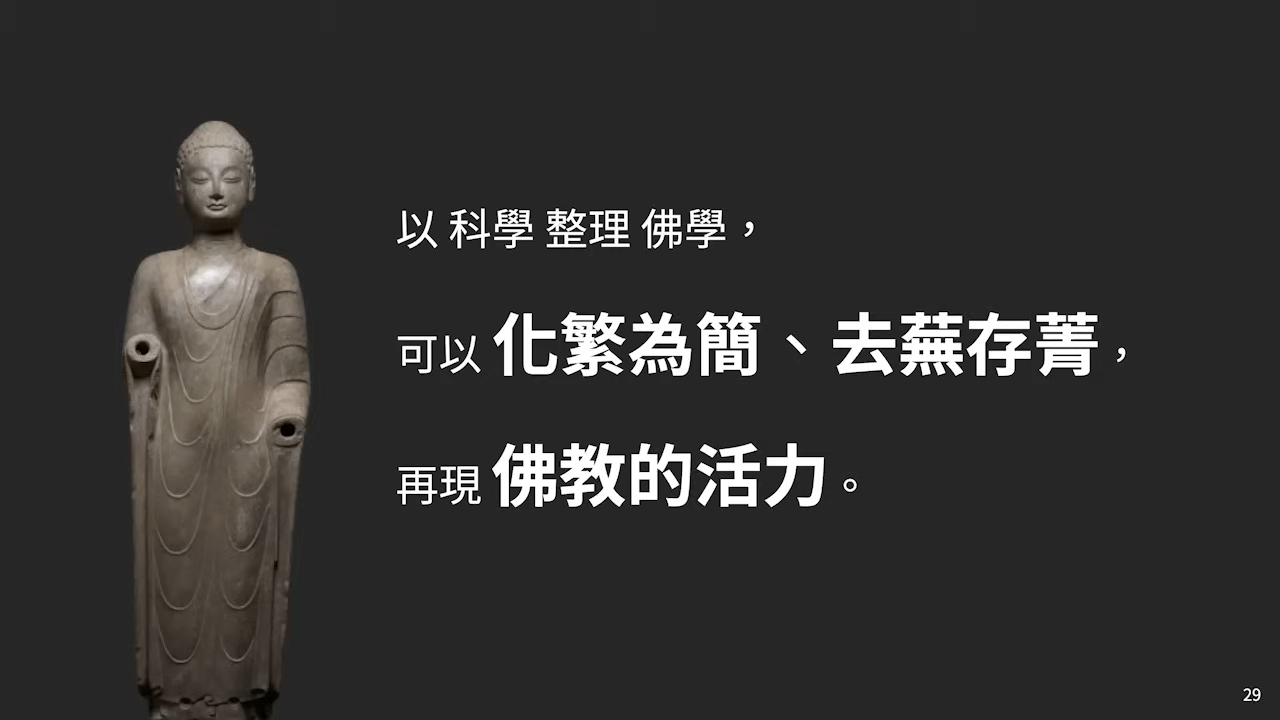 以 科學 整理 佛學，
可以 化繁為簡、去蕪存菁，
再現 佛教的活力。
29